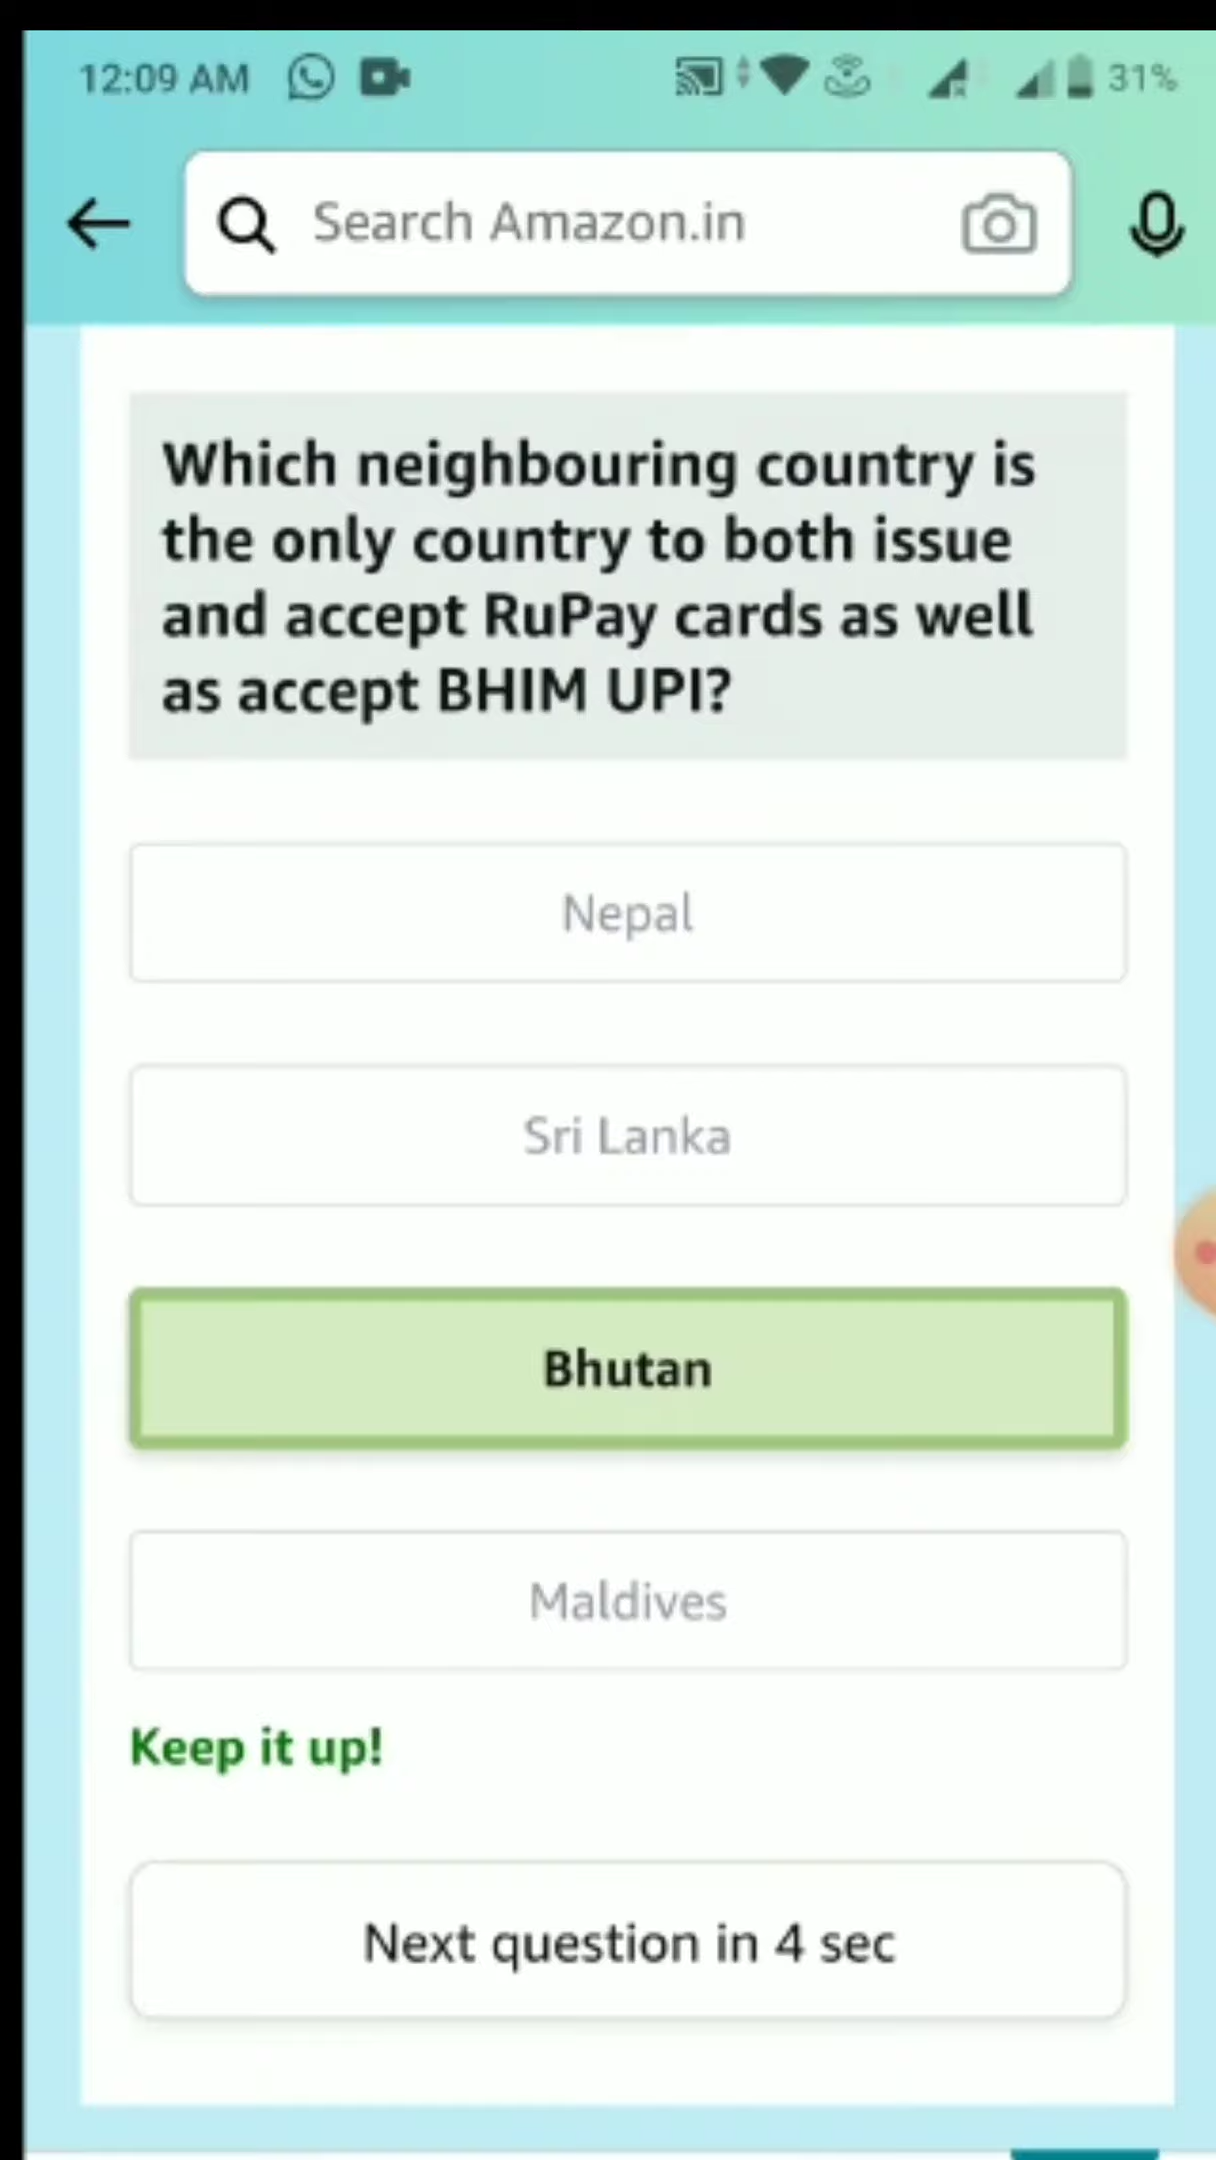 12:09 AM 31%
Search Amazon.in
Which neighbouring country is
the only country to both issue
and accept RuPay cards as well
as accept BHIM UPI?
Nepal
Sri Lanka
Bhutan
Maldives
Keep it up!
Next question in 4 sec